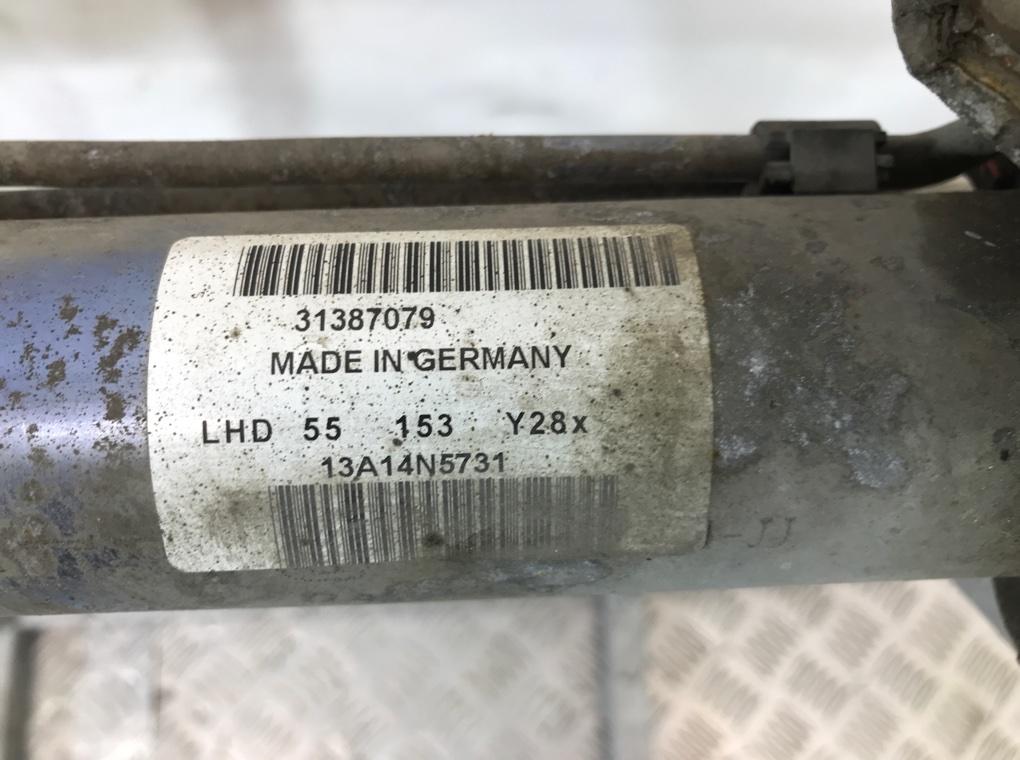 31387079
MADE IN GERMANY
LHD 55 153 Y28x
13A14N5731